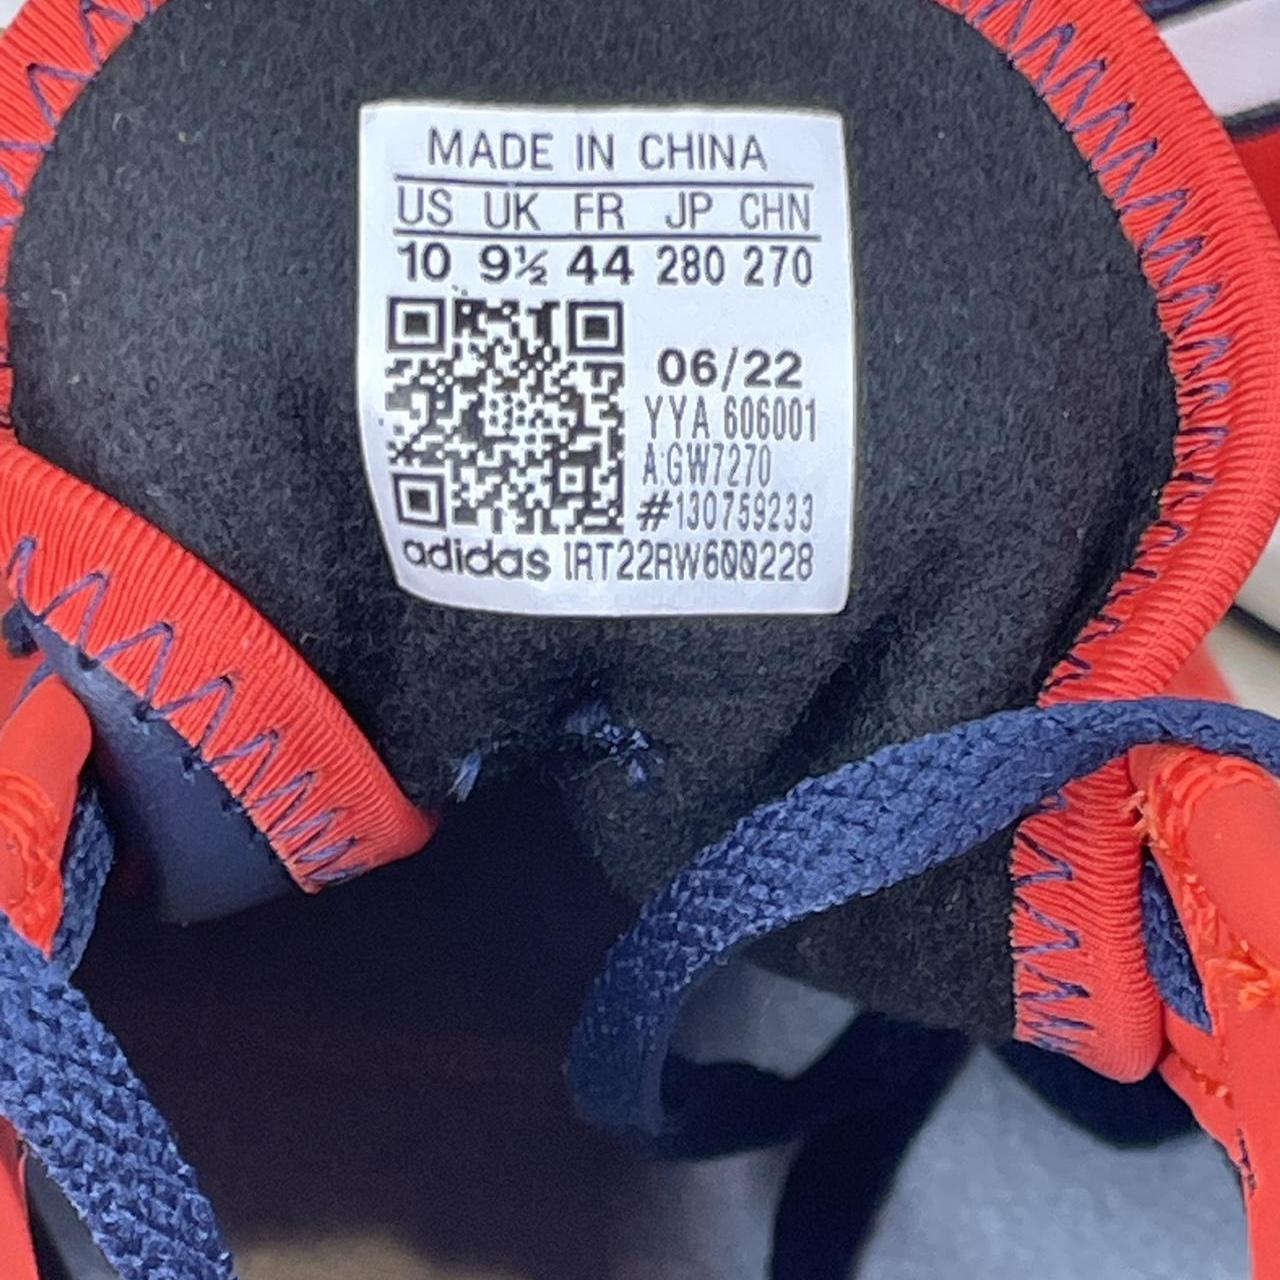 MADE IN CHINA
US UK FR JP CHN
10 9½ 44 280 270
06/22
YYA 606001
A:GW7270
#130759233
adidas 1RT22RW600228